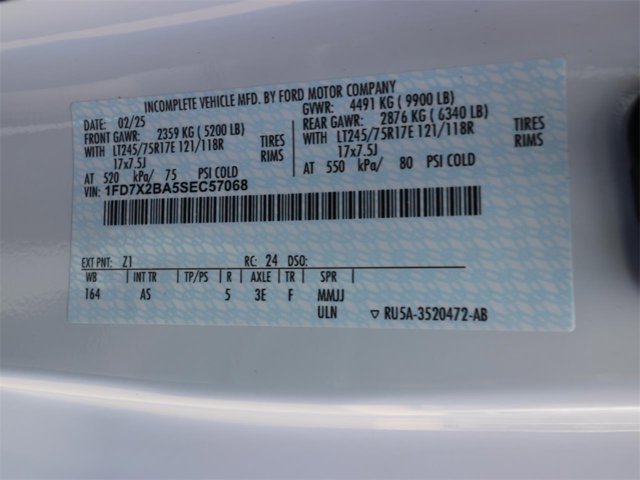 INCOMPLETE VEHICLE MFD. BY FORD MOTOR COMPANY
DATE: 02/25 GVWR: 4491 KG ( 9900 LB)
FRONT GAWR: 2359 KG ( 5200 LB) REAR GAWR: 2876 KG ( 6340 LB)
WITH LT245/75R17E 121/118R TIRES WITH LT245/75R17E 121/118R TIRES
17x7.5J RIMS 17x7.5J RIMS
AT 520 kPa/ 75 PSI COLD AT 550 kPa/ 80 PSI COLD
VIN: 1FD7X2BA5SEC57068
EXT PNT: Z1 RC: 24 DSO:
WB INT TR TP/PS R AXLE TR SPR
164 AS 5 3E F MMJJ
ULN ▽ RU5A-3520472-AB